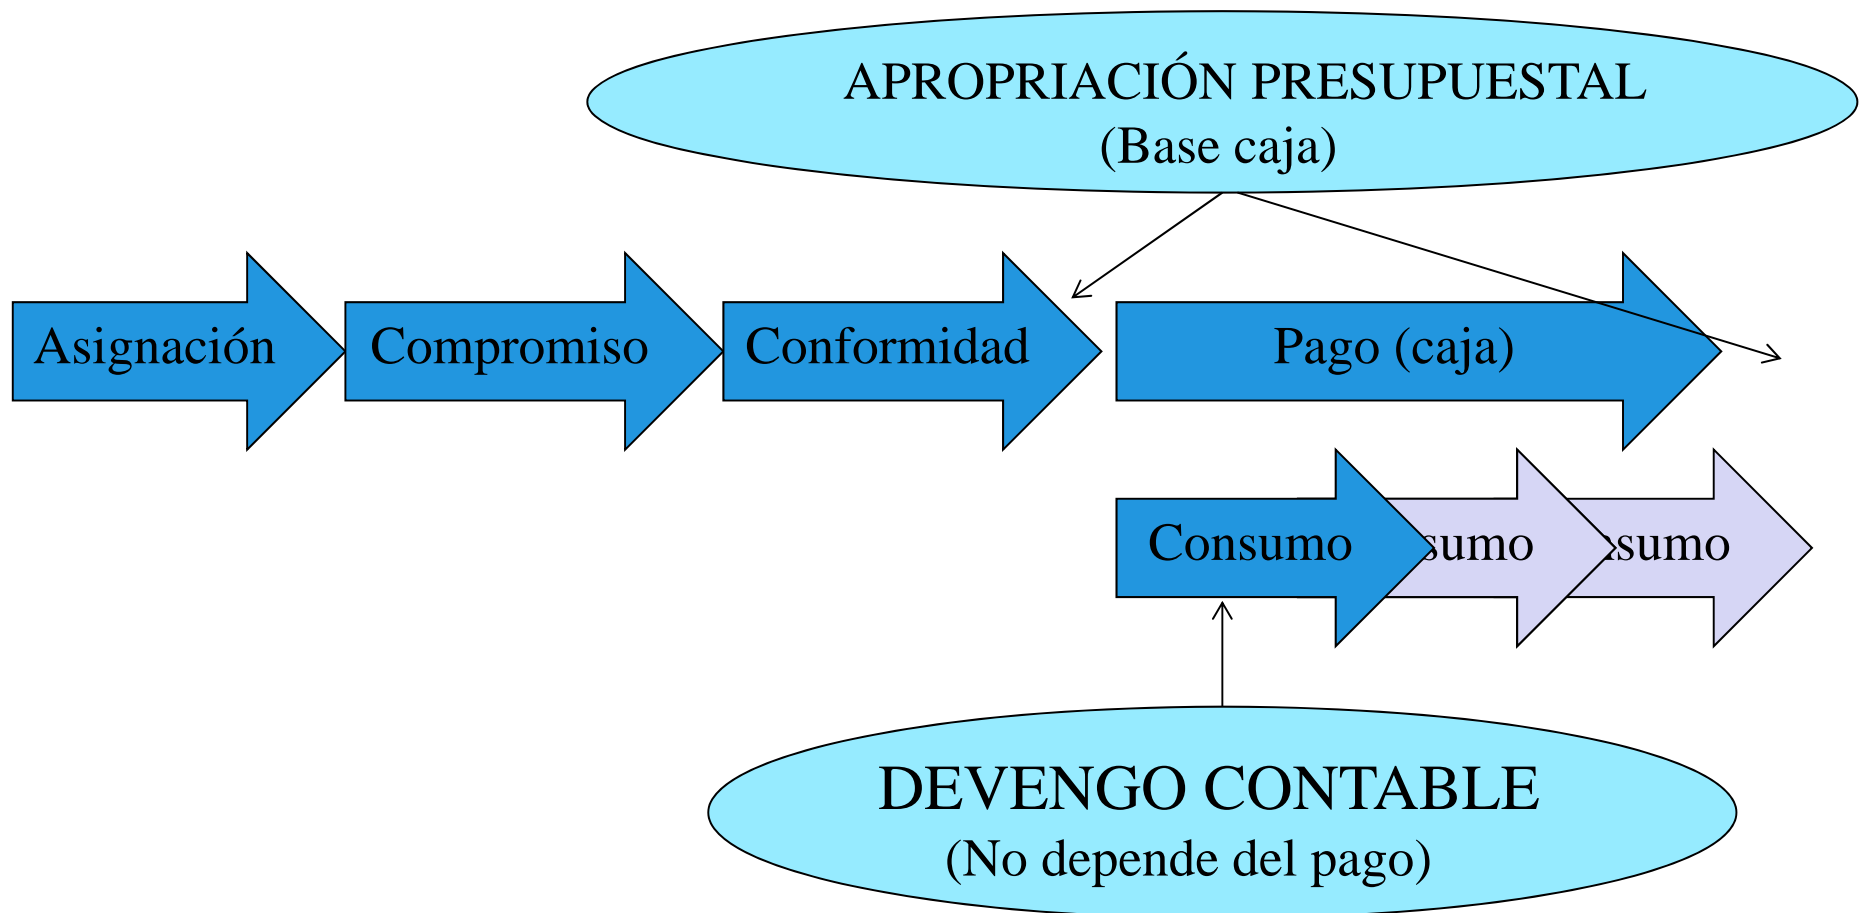 APROPRIACIÓN PRESUPUESTAL
(Base caja)
Asignación
Compromiso
Conformidad
Pago (caja)
Consumo
sumo
sumo
DEVENGO CONTABLE
(No depende del pago)